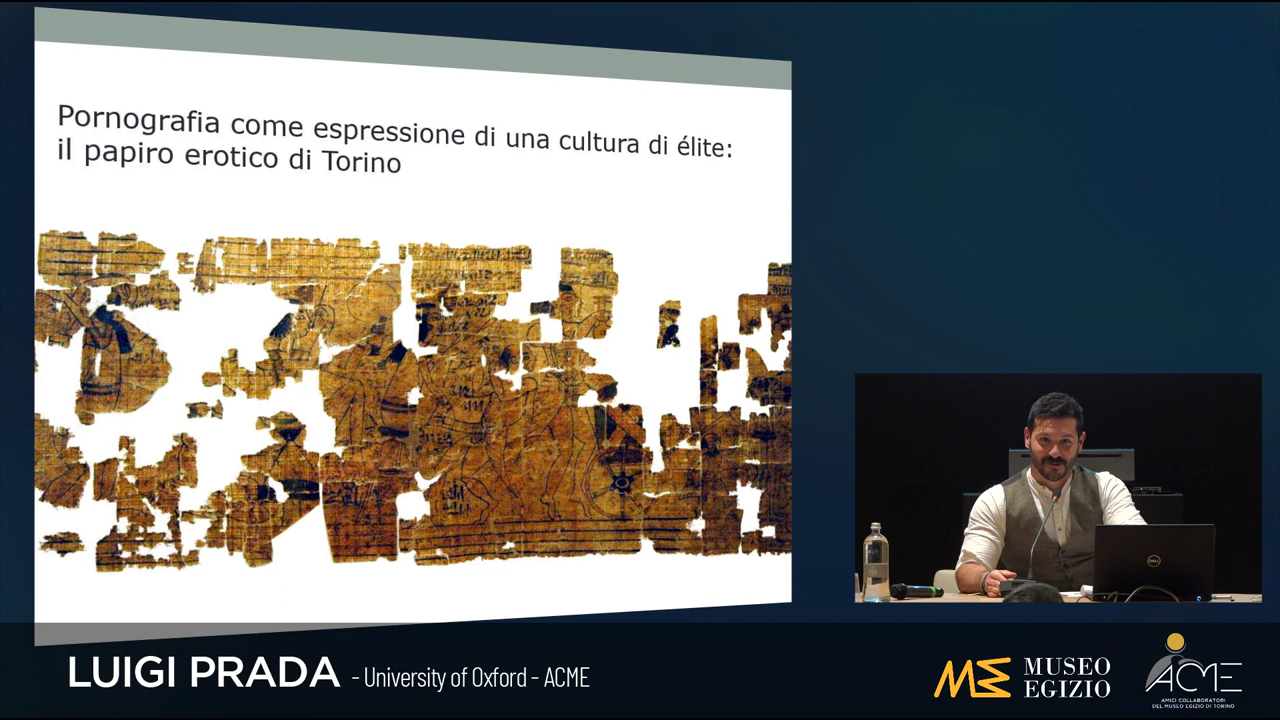 Pornografia come espressione di una cultura di élite:
il papiro erotico di Torino
DELL
LUIGI PRADA - University of Oxford - ACME
MUSEO
EGIZIO
ACME
AMICI COLLABORATORI
DEL MUSEO EGIZIO DI TORINO